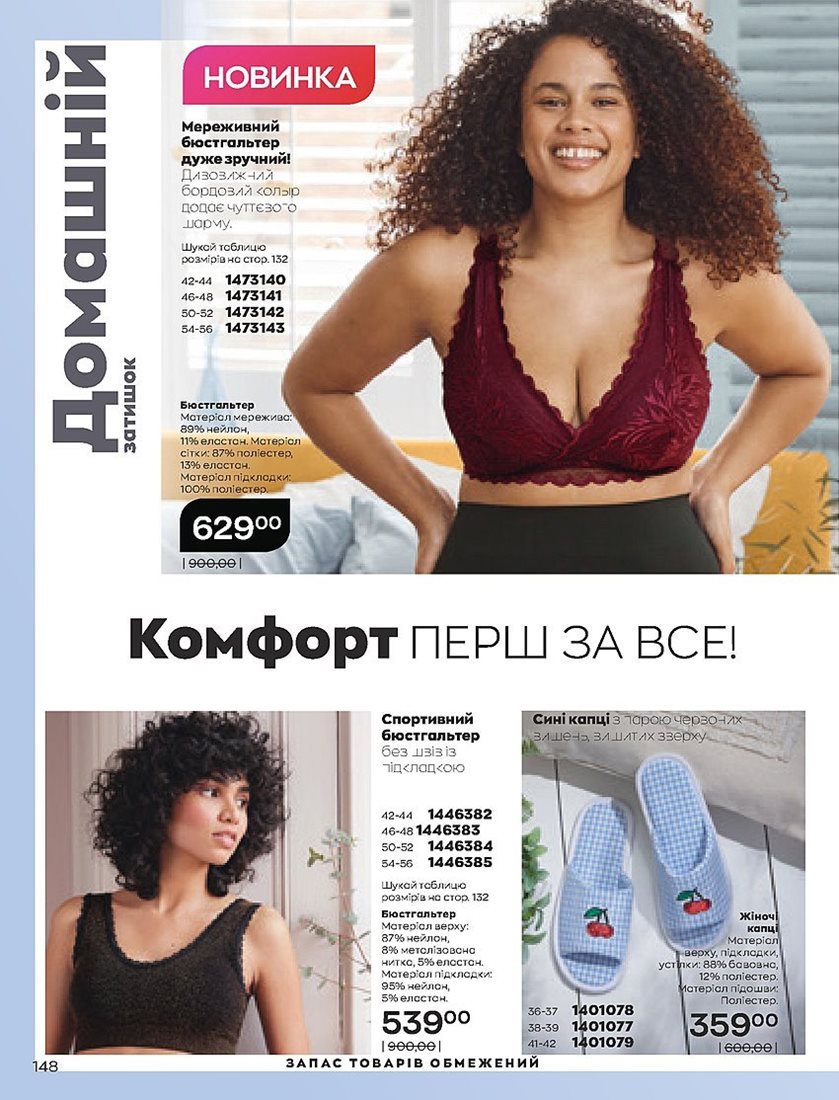 Домашній
затишок
НОВИНКА
Мереживний
бюстгальтер
дуже зручний!
Дивовижний
бордовий колір
додає чуттєвого
шарму.
Шукай таблицю
розмірів на стор. 132
42-44 1473140
46-48 1473141
50-52 1473142
54-56 1473143
Бюстгальтер
Матеріал мережива:
89% нейлон,
11% еластан. Матеріал
сітки: 87% поліестер,
13% еластан.
Матеріал підкладки:
100% поліестер.
629⁰⁰
|900,00|
Комфорт ПЕРШ ЗА ВСЕ!
Спортивний
бюстгальтер
без швів із
підкладкою
42-44 1446382
46-48 1446383
50-52 1446384
54-56 1446385
Шукай таблицю
розмірів на стор. 132
Бюстгальтер
Матеріал верху:
87% нейлон,
8% металізована
нитка, 5% еластан.
Матеріал підкладки:
95% нейлон,
5% еластан.
539⁰⁰
|900,00|
Сині капці з парою червоних
вишень, вишитих зверху
Жіночі
капці
Матеріал
верху, підкладки,
устілки: 88% бавовна,
12% поліестер.
Матеріал підошви:
Поліестер.
36-37 1401078
38-39 1401077
41-42 1401079
359⁰⁰
|600,00|
148
ЗАПАС ТОВАРІВ ОБМЕЖЕНИЙ